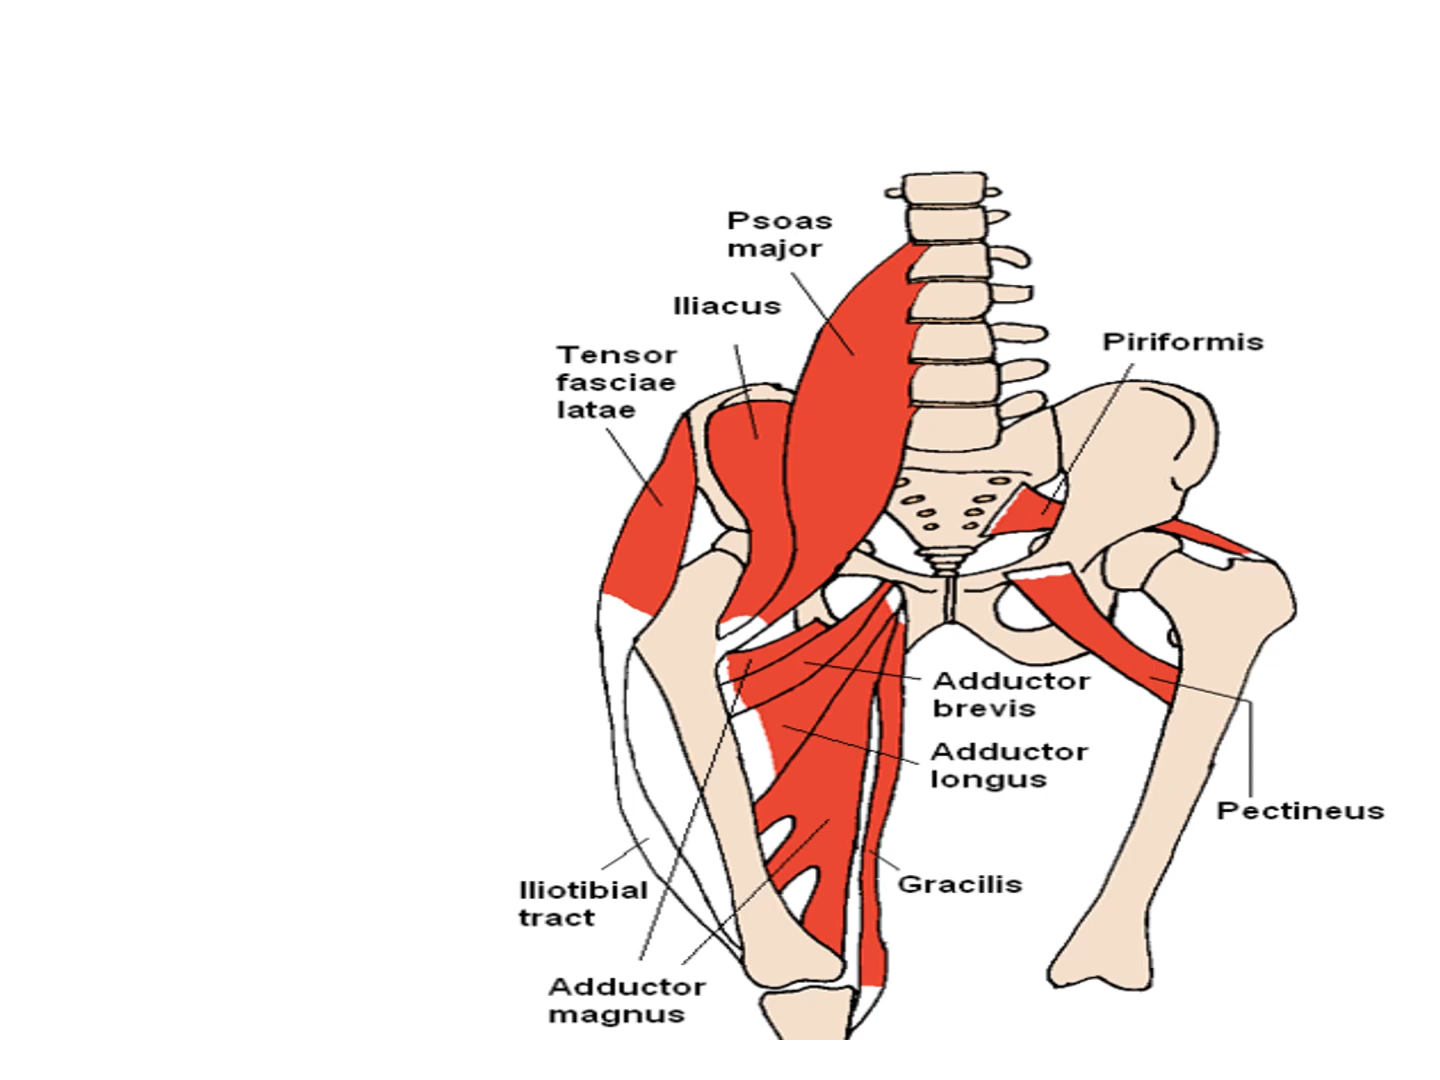 Psoas
major
Iliacus
Tensor
fasciae
latae
Piriformis
Adductor
brevis
Adductor
longus
Pectineus
Gracilis
Iliotibial
tract
Adductor
magnus